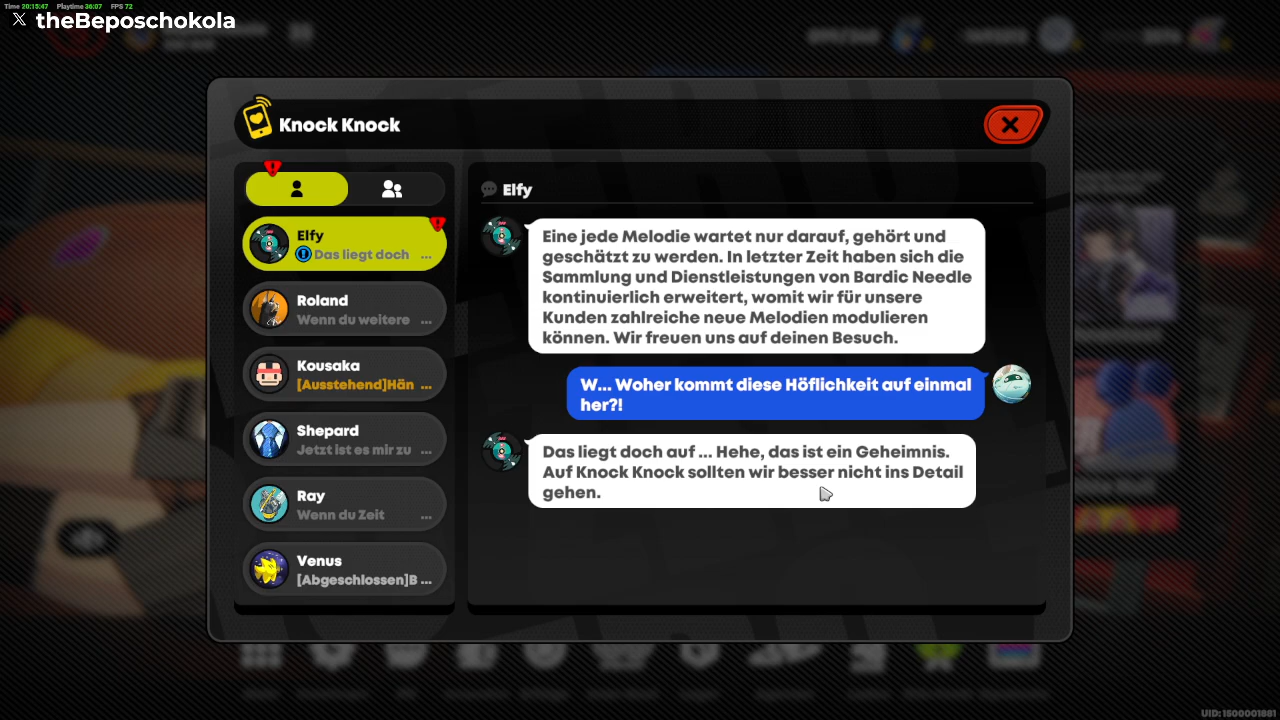 Time 20:15:47 Playtime 36:07 FPS 72
X theBeposchokola
Knock Knock
Elfy
Das liegt doch ...
Roland
Wenn du weitere ...
Kousaka
[Ausstehend]Hän ...
Shepard
Jetzt ist es mir zu ...
Ray
Wenn du Zeit ...
Venus
[Abgeschlossen]B ...
Elfy
Eine jede Melodie wartet nur darauf, gehört und
geschätzt zu werden. In letzter Zeit haben sich die
Sammlung und Dienstleistungen von Bardic Needle
kontinuierlich erweitert, womit wir für unsere
Kunden zahlreiche neue Melodien modulieren
können. Wir freuen uns auf deinen Besuch.
W... Woher kommt diese Höflichkeit auf einmal
her?!
Das liegt doch auf ... Hehe, das ist ein Geheimnis.
Auf Knock Knock sollten wir besser nicht ins Detail
gehen.
UID: 1500001881